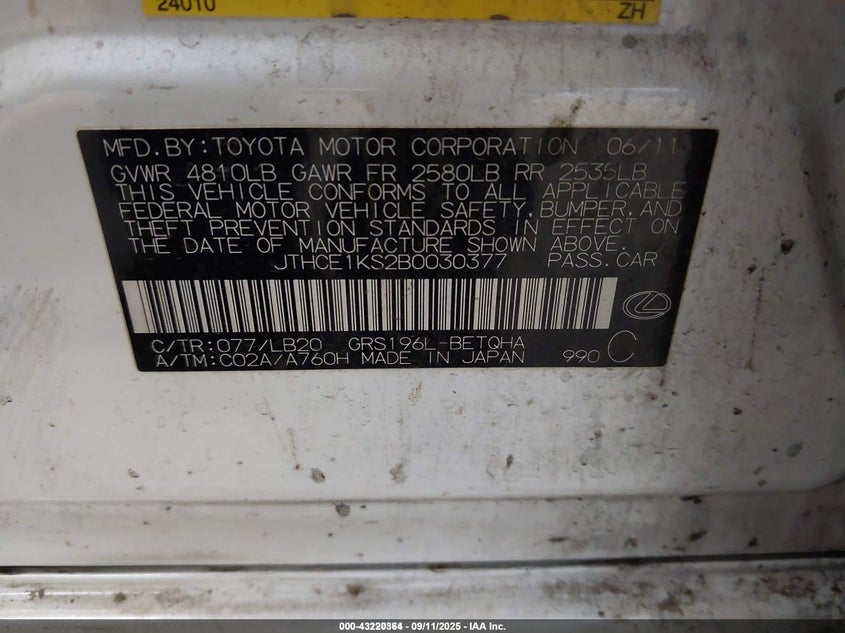 24010 ZH
MFD.BY:TOYOTA MOTOR CORPORATION 06/11
GVWR 4810LB GAWR FR 2580LB RR 2535LB
THIS VEHICLE CONFORMS TO ALL APPLICABLE
FEDERAL MOTOR VEHICLE SAFETY,BUMPER,AND
THEFT PREVENTION STANDARDS IN EFFECT ON
THE DATE OF MANUFACTURE SHOWN ABOVE.
JTHCE1KS2B0030377 PASS.CAR
C/TR:077/LB20 GRS196L-BETQHA
A/TM:C02A/A760H MADE IN JAPAN 990 C
000-43220364 - 09/11/2025 - IAA Inc.